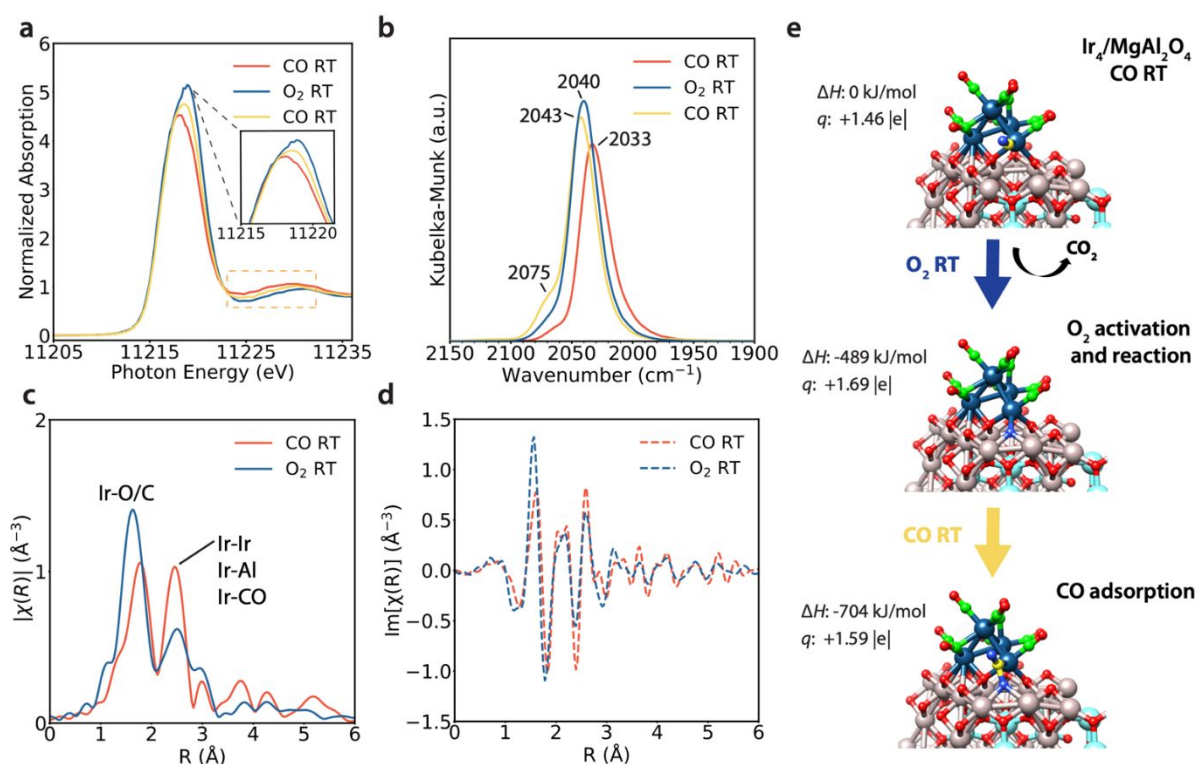 a
6
5
4
3
2
1
0
Normalized Absorption
CO RT
O₂ RT
CO RT
11215 11220
11205 11215 11225 11235
Photon Energy (eV)
b
Kubelka-Munk (a.u.)
2040
2043
2033
2075
CO RT
O₂ RT
CO RT
2150 2100 2050 2000 1950 1900
Wavenumber (cm⁻¹)
c
2
1
0
|χ(R)| (Å⁻³)
CO RT
O₂ RT
Ir-O/C
Ir-Ir
Ir-Al
Ir-CO
0 1 2 3 4 5 6
R (Å)
d
1.5
1.0
0.5
0.0
−0.5
−1.0
−1.5
Im[χ(R)] (Å⁻³)
CO RT
O₂ RT
0 1 2 3 4 5 6
R (Å)
e
Ir₄/MgAl₂O₄
CO RT
ΔH: 0 kJ/mol
q: +1.46 |e|
O₂ RT
CO₂
O₂ activation
and reaction
ΔH: -489 kJ/mol
q: +1.69 |e|
CO RT
CO adsorption
ΔH: -704 kJ/mol
q: +1.59 |e|